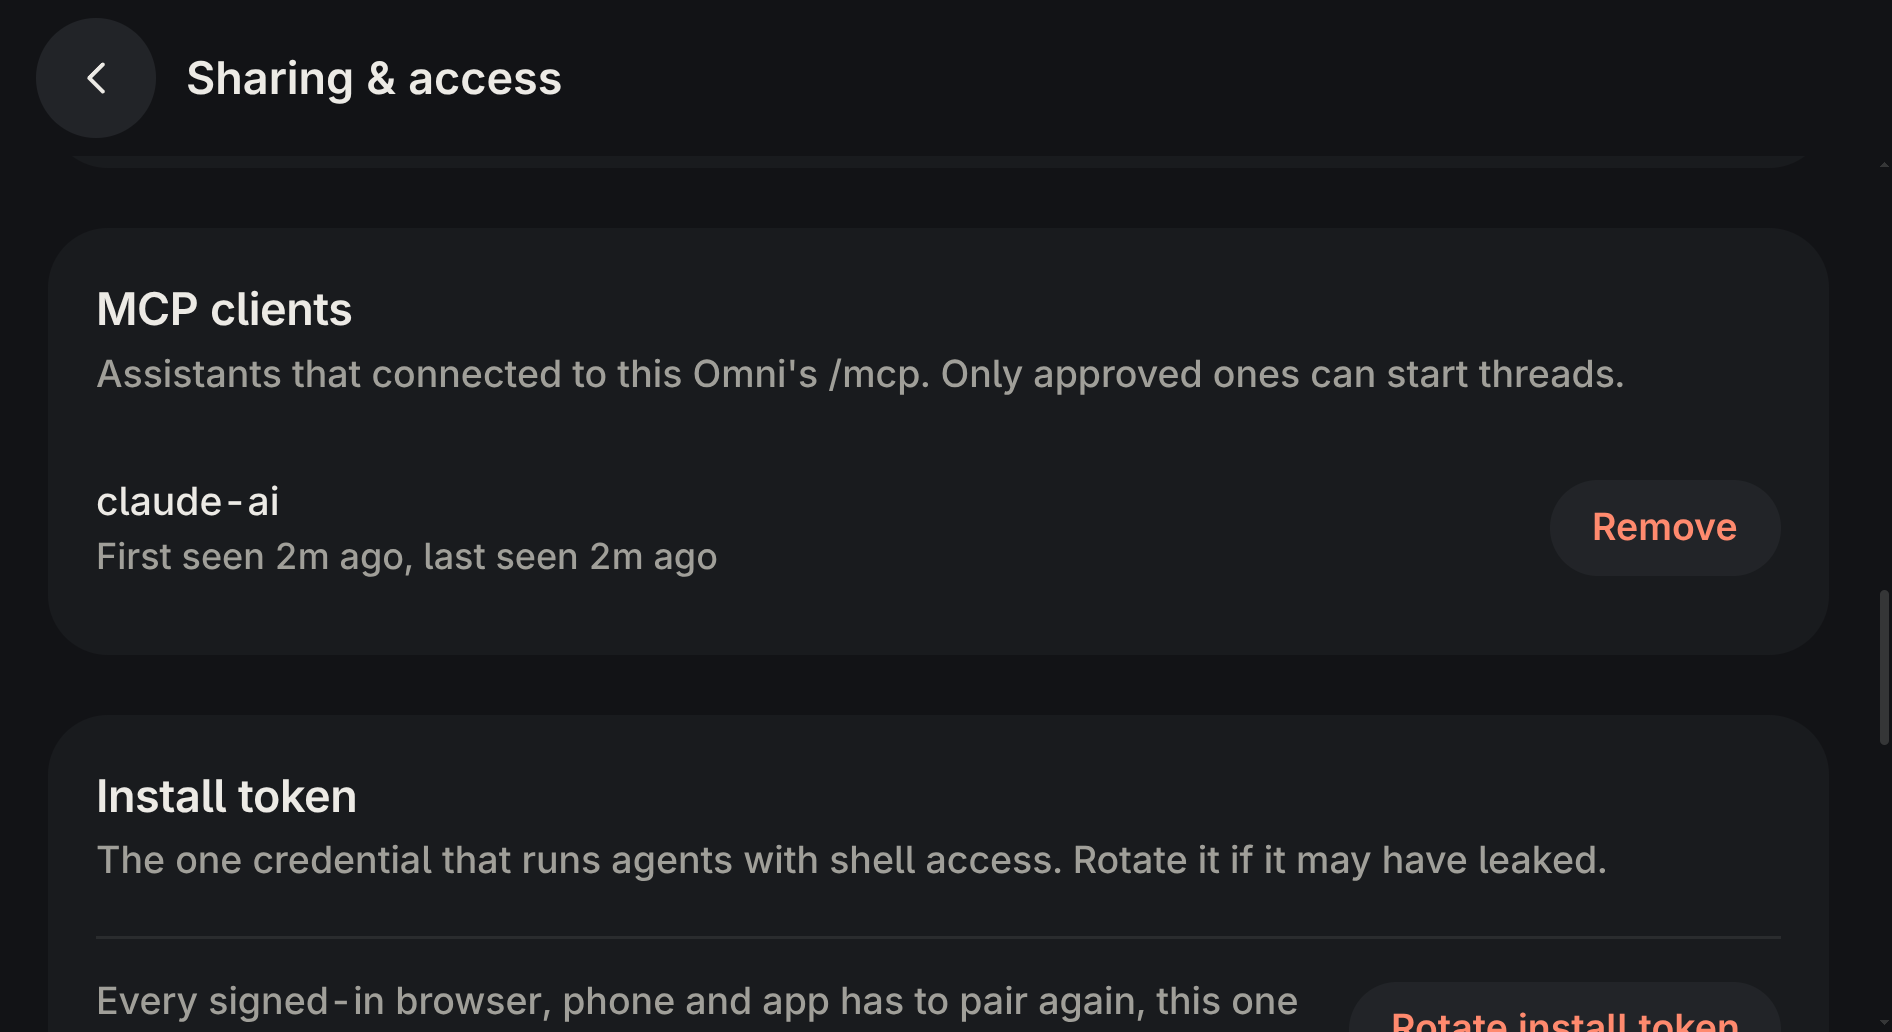 Sharing & access
MCP clients
Assistants that connected to this Omni's /mcp. Only approved ones can start threads.
claude-ai
First seen 2m ago, last seen 2m ago
Remove
Install token
The one credential that runs agents with shell access. Rotate it if it may have leaked.
Every signed-in browser, phone and app has to pair again, this one
Rotate install token